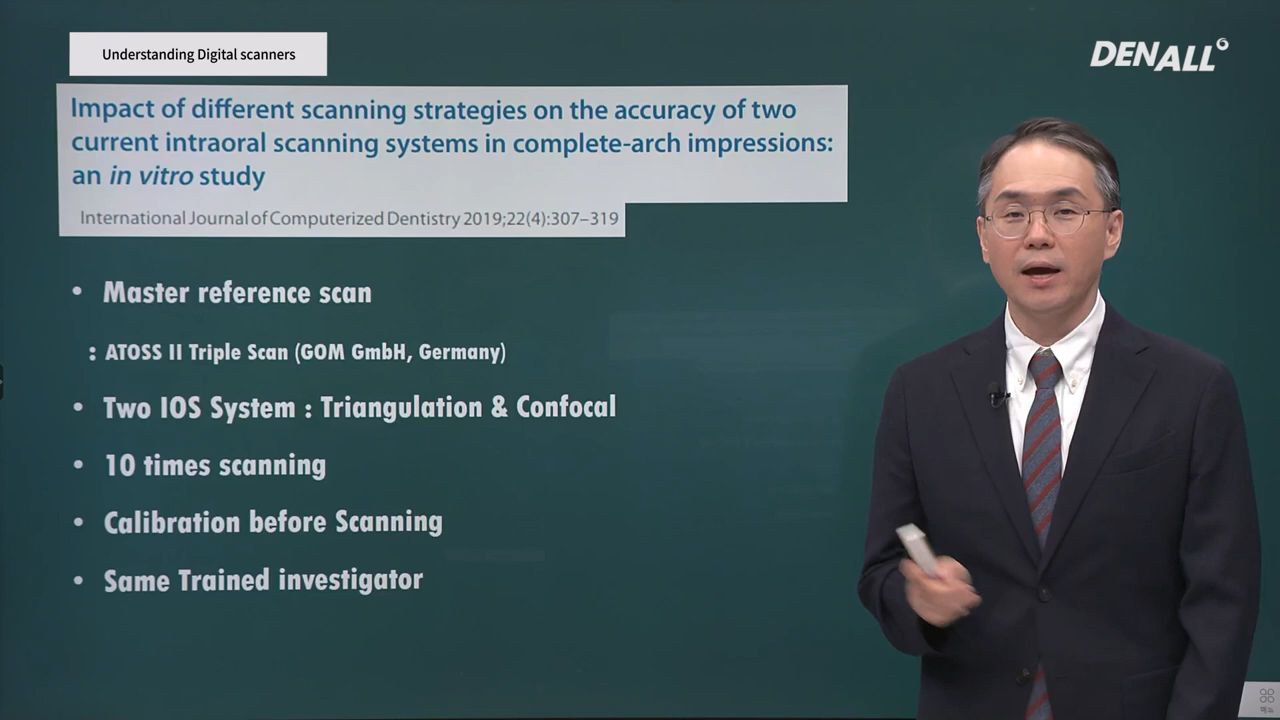 Understanding Digital scanners
DENALL
Impact of different scanning strategies on the accuracy of two
current intraoral scanning systems in complete-arch impressions:
an in vitro study
International Journal of Computerized Dentistry 2019;22(4):307–319
• Master reference scan
: ATOSS II Triple Scan (GOM GmbH, Germany)
• Two IOS System : Triangulation & Confocal
• 10 times scanning
• Calibration before Scanning
• Same Trained investigator